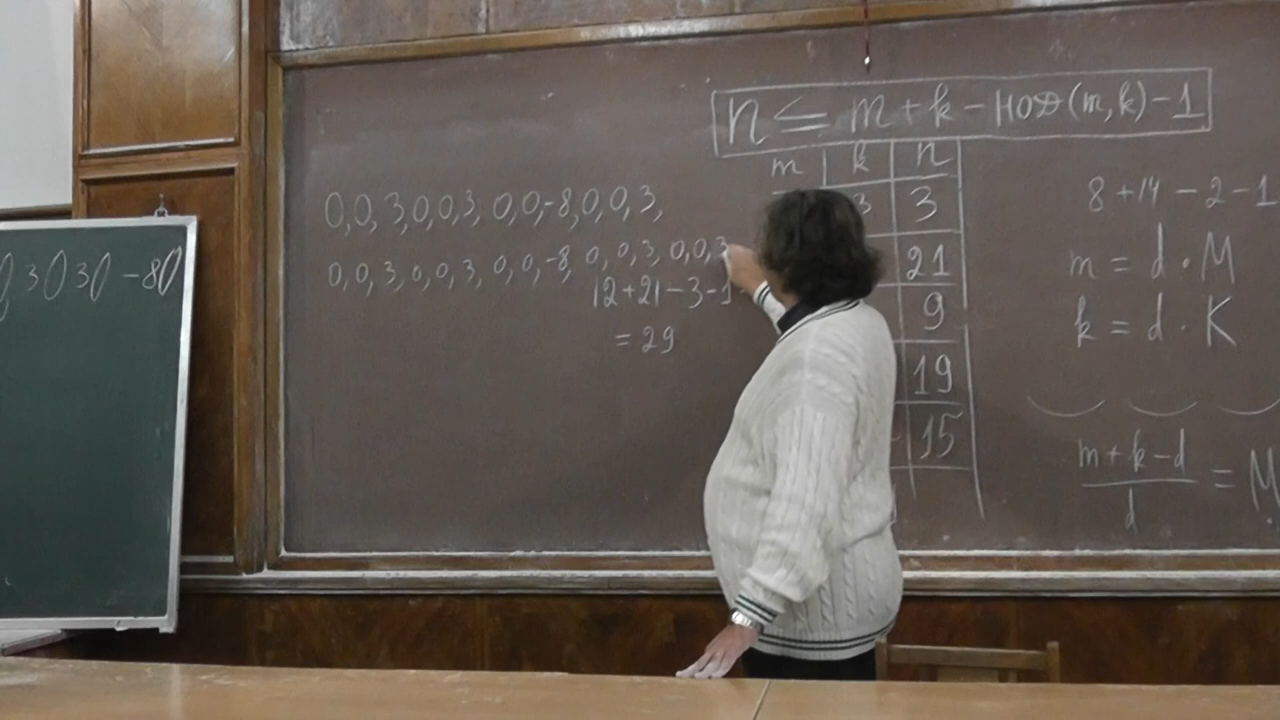 0 3 0 3 0 -8 0
0,0,3,0,0,3,0,0,-8,0,0,3,
0,0,3,0,0,3,0,0,-8,0,0,3,0,0,3
12+21-3-1
=29
n ≤ m + k - НОД(m,k)-1
m k n
3 3
21
9
19
15
8+14-2-1
m = d · M
k = d · K
m+k-d
d
= M